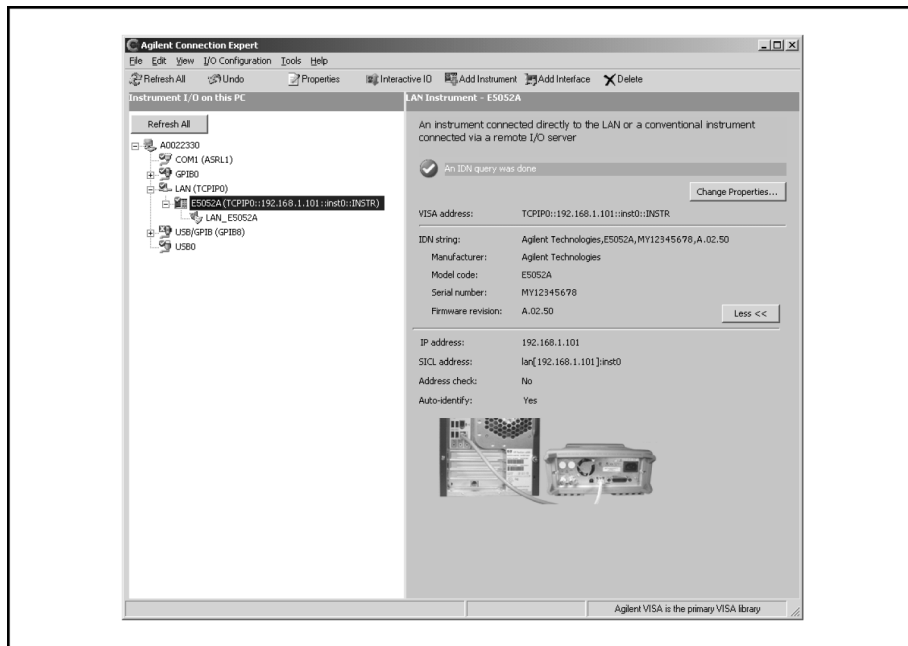 Agilent Connection Expert
File Edit View I/O Configuration Tools Help
Refresh All Undo Properties Interactive IO Add Instrument Add Interface Delete
Instrument I/O on this PC
Refresh All
A0022330
COM1 (ASRL1)
GPIB0
LAN (TCPIP0)
E5052A (TCPIP0::192.168.1.101::inst0::INSTR)
LAN_E5052A
USB/GPIB (GPIB8)
USB0
LAN Instrument - E5052A
An instrument connected directly to the LAN or a conventional instrument
connected via a remote I/O server
An IDN query was done
Change Properties...
VISA address: TCPIP0::192.168.1.101::inst0::INSTR
IDN string: Agilent Technologies,E5052A,MY12345678,A.02.50
Manufacturer: Agilent Technologies
Model code: E5052A
Serial number: MY12345678
Firmware revision: A.02.50
Less <<
IP address: 192.168.1.101
SICL address: lan[192.168.1.101]:inst0
Address check: No
Auto-identify: Yes
Agilent VISA is the primary VISA library